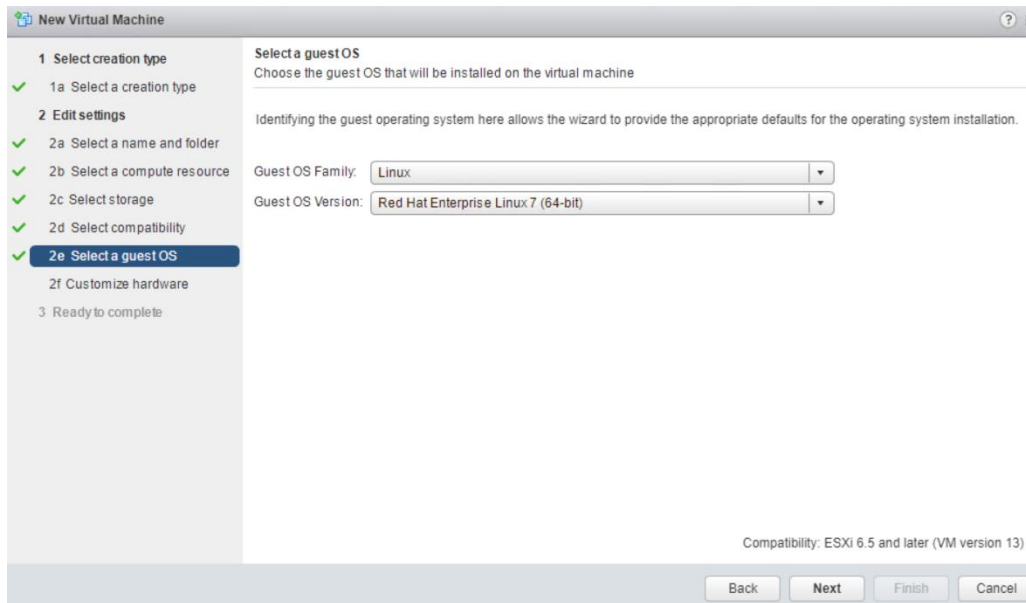 New Virtual Machine
?
1 Select creation type
1a Select a creation type
2 Edit settings
2a Select a name and folder
2b Select a compute resource
2c Select storage
2d Select compatibility
2e Select a guest OS
2f Customize hardware
3 Ready to complete
Select a guest OS
Choose the guest OS that will be installed on the virtual machine
Identifying the guest operating system here allows the wizard to provide the appropriate defaults for the operating system installation.
Guest OS Family: Linux
Guest OS Version: Red Hat Enterprise Linux 7 (64-bit)
Compatibility: ESXi 6.5 and later (VM version 13)
Back Next Finish Cancel